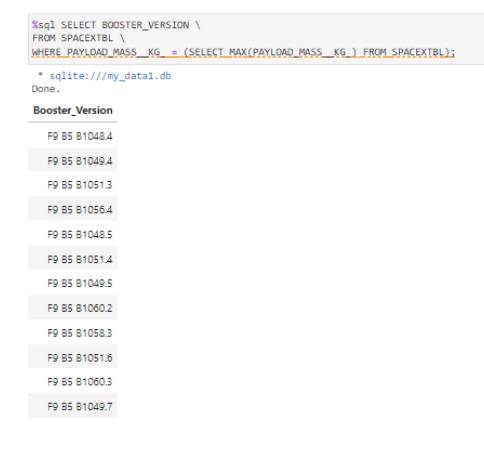 %sql SELECT BOOSTER_VERSION \
FROM SPACEXTBL \
WHERE PAYLOAD_MASS__KG_ = (SELECT MAX(PAYLOAD_MASS__KG_) FROM SPACEXTBL);
* sqlite:///my_data1.db
Done.
Booster_Version
F9 B5 B1048.4
F9 B5 B1049.4
F9 B5 B1051.3
F9 B5 B1056.4
F9 B5 B1048.5
F9 B5 B1051.4
F9 B5 B1049.5
F9 B5 B1060.2
F9 B5 B1058.3
F9 B5 B1051.6
F9 B5 B1060.3
F9 B5 B1049.7